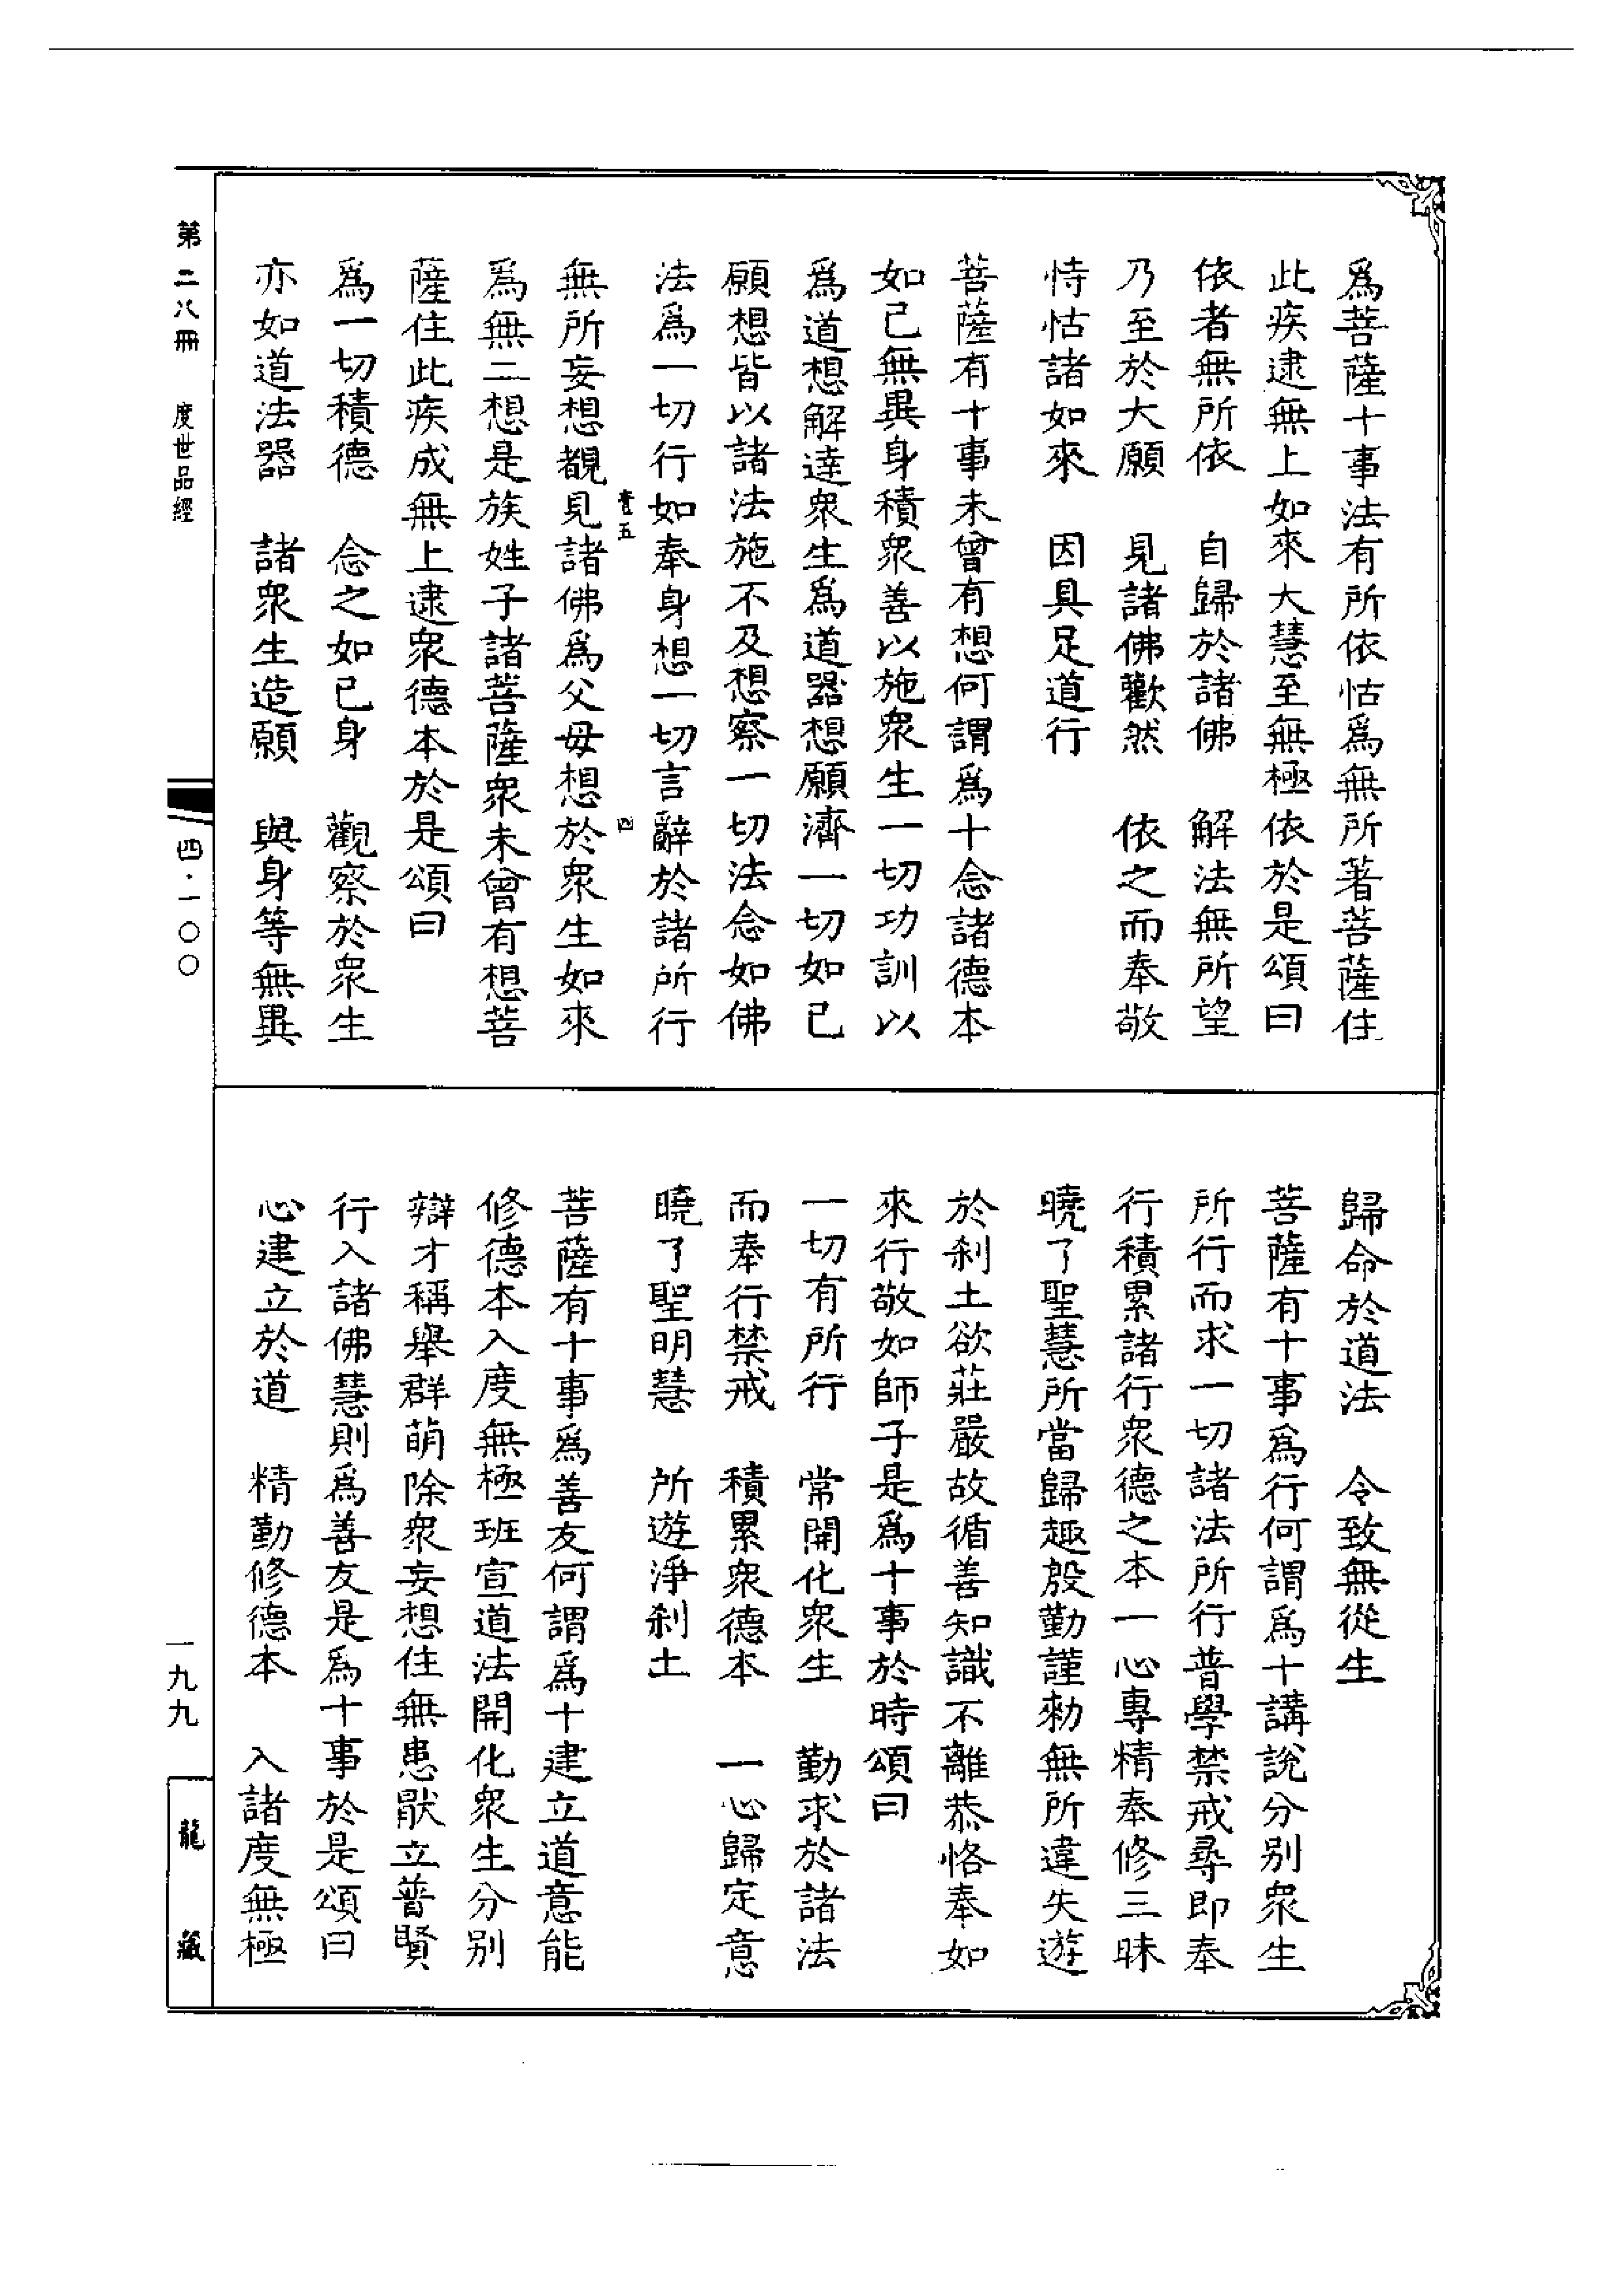 爲菩薩十事法有所依怙爲無所著菩薩住
此疾逮無上如來大慧至無極依於是頌曰
依者無所依　自歸於諸佛　解法無所望
乃至於大願　見諸佛歡然　依之而奉敬
恃怙諸如來　因具足道行
菩薩有十事未曾有想何謂爲十念諸德本
如己無異身積衆善以施衆生一切功訓以
爲道想解達衆生爲道器想願濟一切如己
願想皆以諸法施不及想察一切法念如佛
法爲一切行如奉身想一切言辭於諸所行
壹五
四
無所妄想覩見諸佛爲父母想於衆生如來
爲無二想是族姓子諸菩薩衆未曾有想菩
薩住此疾成無上逮衆德本於是頌曰
爲一切積德　念之如己身　觀察於衆生
亦如道法器　諸衆生造願　與身等無異
歸命於道法　令致無從生
菩薩有十事爲行何謂爲十講說分別衆生
所行而求一切諸法所行普學禁戒尋即奉
行積累諸行衆德之本一心專精奉修三昧
曉了聖慧所當歸趣殷勤謹勑無所違失遊
於刹土欲莊嚴故循善知識不離恭恪奉如
來行敬如師子是爲十事於時頌曰
一切有所行　常開化衆生　勤求於諸法
而奉行禁戒　積累衆德本　一心歸定意
曉了聖明慧　所遊淨刹土
菩薩有十事爲善友何謂爲十建立道意能
修德本入度無極班宣道法開化衆生分別
辯才稱舉群萌除衆妄想住無患厭立普賢
行入諸佛慧則爲善友是爲十事於是頌曰
心建立於道　精勤修德本　入諸度無極
第二八冊　度世品經
四·一〇〇
一九九
龍藏